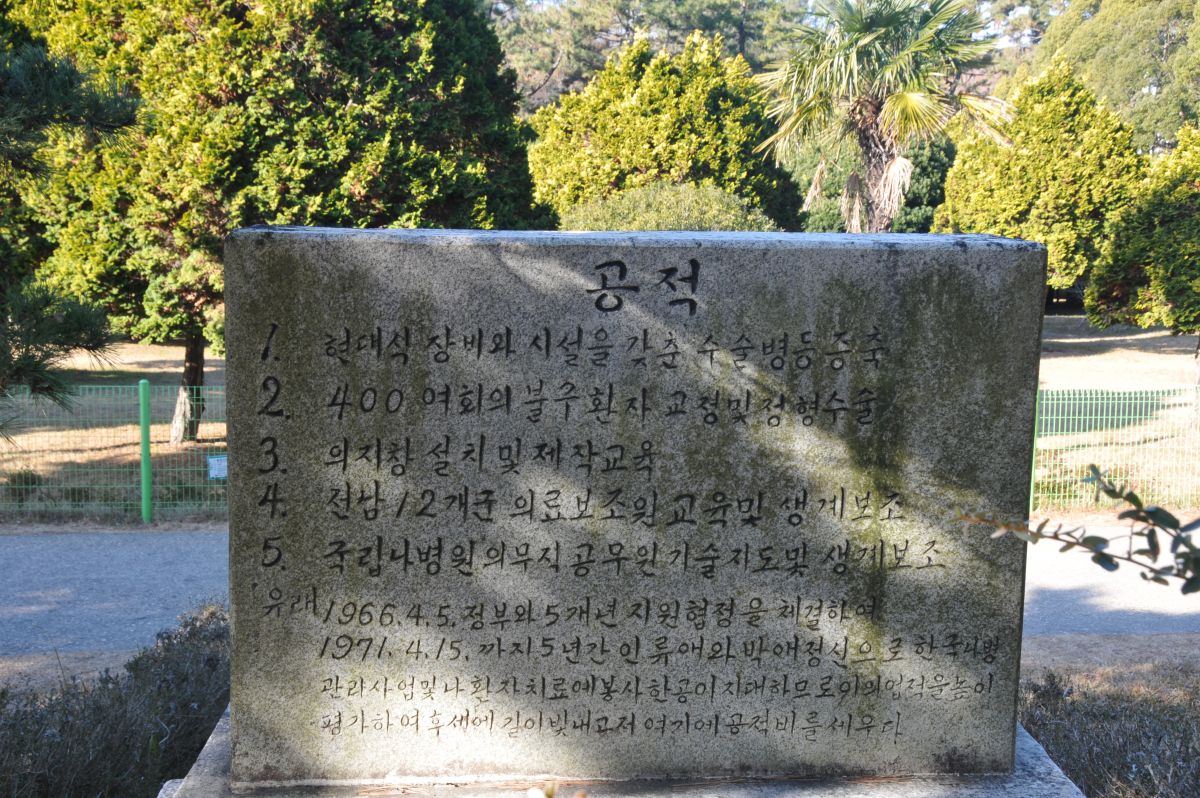 공적
1. 현대식 장비와 시설을 갖춘 수술병동증축
2. 400여회의 불구환자 교정및정형수술
3. 의지창 설치및제작교육
4. 전남 12개군 의료보조원교육및 생계보조
5. 국립나병원의무직공무원기술지도및 생계보조
유래 1966.4.5.정부와5개년지원협정을체결하여
1971.4.15.까지5년간인류애와박애정신으로한국나병
관리사업및나환자치료에봉사한공이지대하므로이의업적을높이
평가하여후세에길이빛내고저여기에공적비를세우다